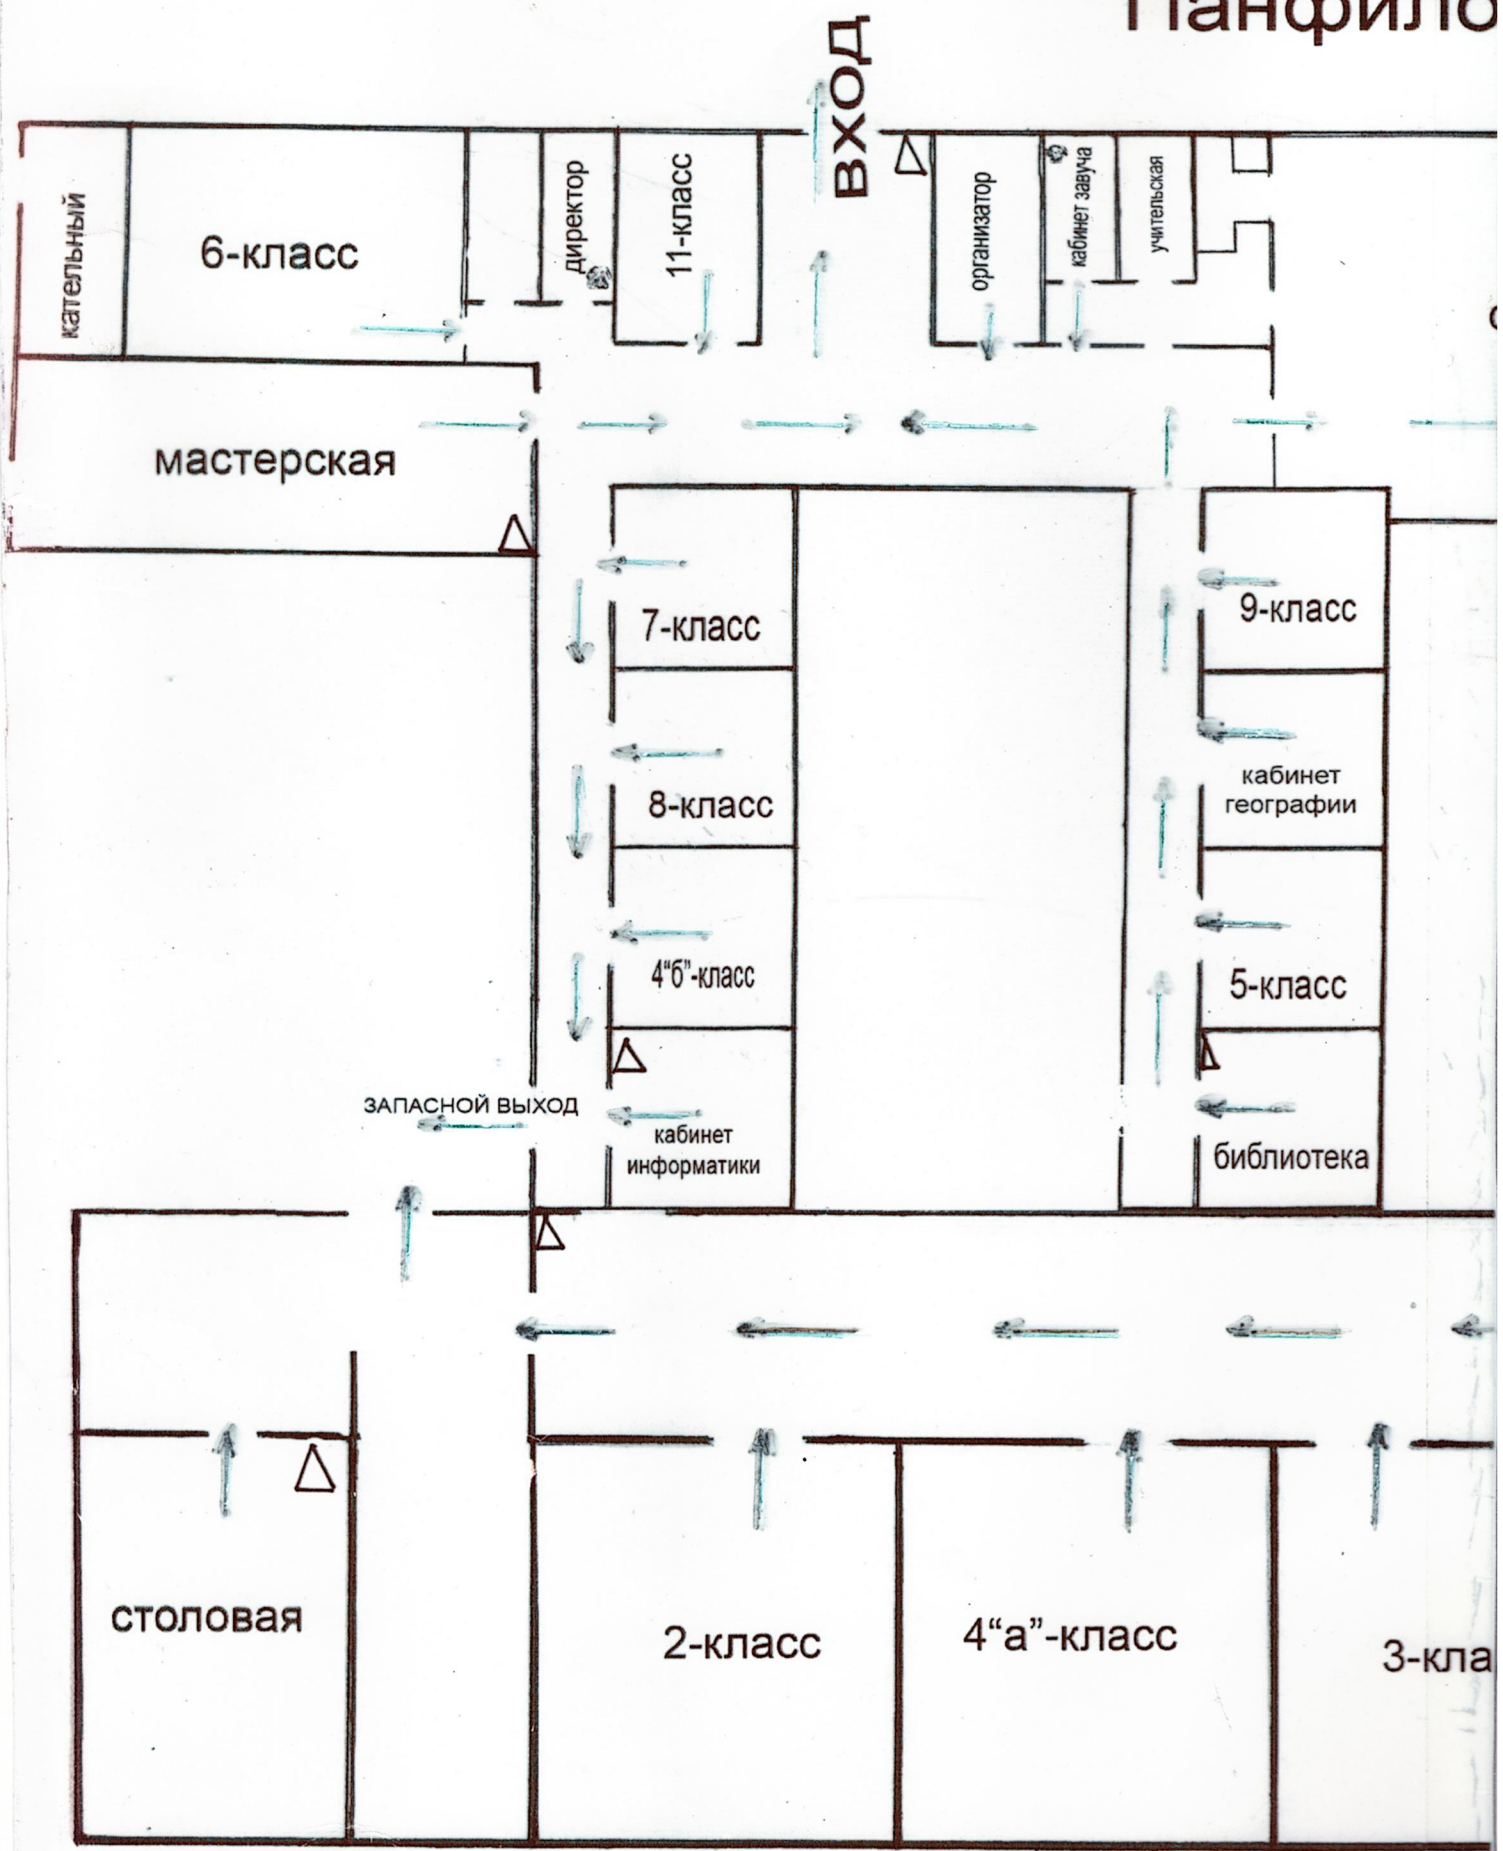 Панфило
ВХОД
кательный
6-класс
директор
11-класс
организатор
кабинет завуча
учительская
с
мастерская
7-класс
9-класс
8-класс
кабинет
географии
4“б”-класс
5-класс
ЗАПАСНОЙ ВЫХОД
кабинет
информатики
библиотека
столовая
2-класс
4“а”-класс
3-кла